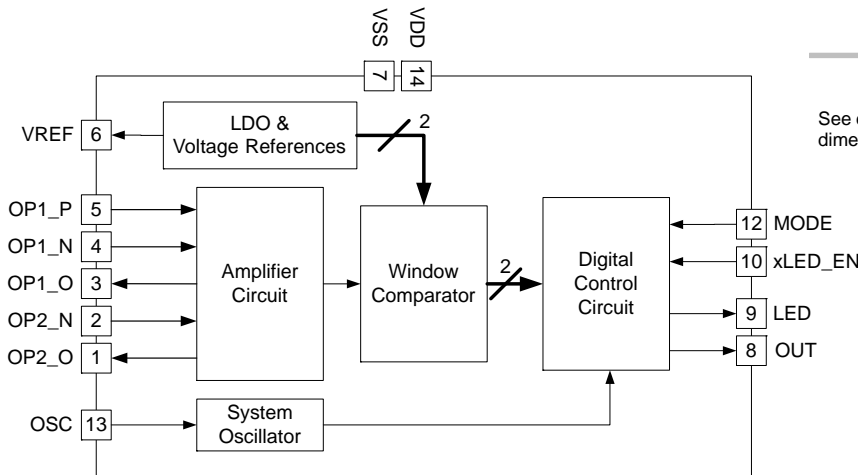 VSS
VDD
7
14
VREF
6
LDO &
Voltage References
2
See
dime
OP1_P
5
OP1_N
4
OP1_O
3
OP2_N
2
OP2_O
1
Amplifier
Circuit
Window
Comparator
2
Digital
Control
Circuit
12
MODE
10
xLED_EN
9
LED
8
OUT
OSC
13
System
Oscillator